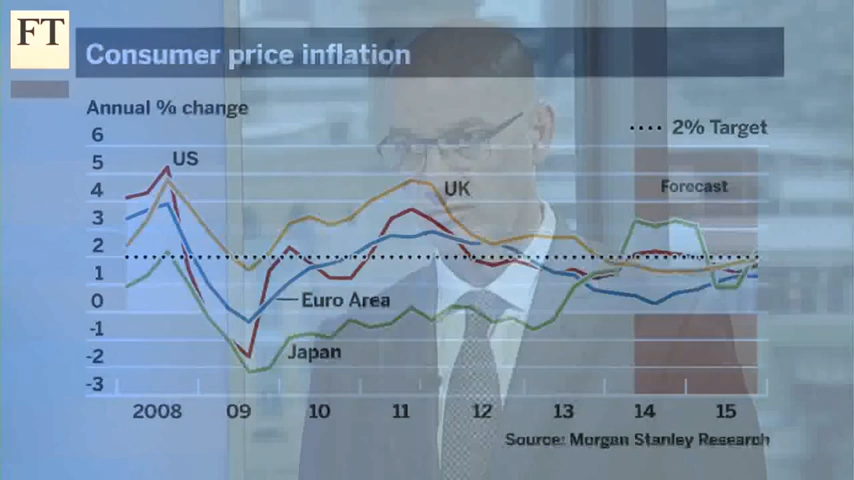 FT
Consumer price inflation
Annual % change
2% Target
6
5
4
3
2
1
0
-1
-2
-3
US
UK
Forecast
Euro Area
Japan
2008 09 10 11 12 13 14 15
Source: Morgan Stanley Research